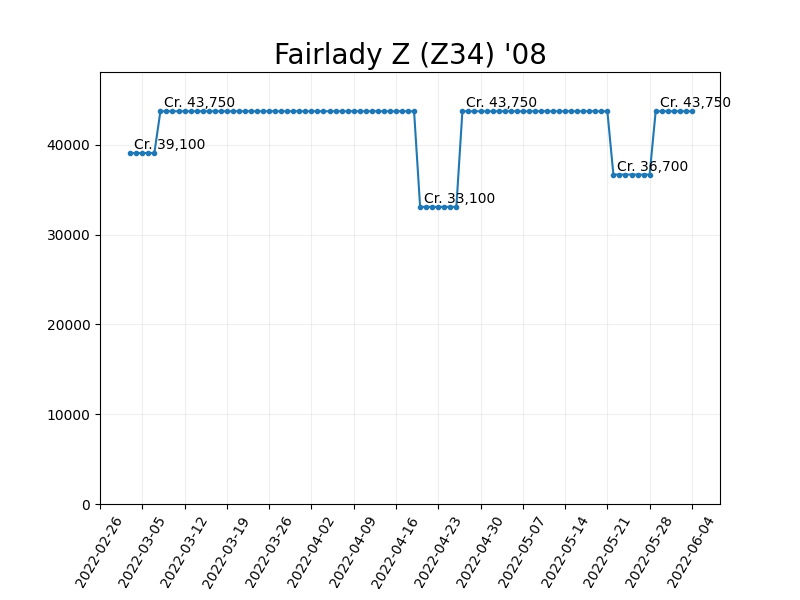 Fairlady Z (Z34) '08
Cr. 43,750
Cr. 43,750
Cr. 43,750
Cr. 39,100
Cr. 36,700
Cr. 33,100
40000
30000
20000
10000
0
2022-02-26
2022-03-05
2022-03-12
2022-03-19
2022-03-26
2022-04-02
2022-04-09
2022-04-16
2022-04-23
2022-04-30
2022-05-07
2022-05-14
2022-05-21
2022-05-28
2022-06-04